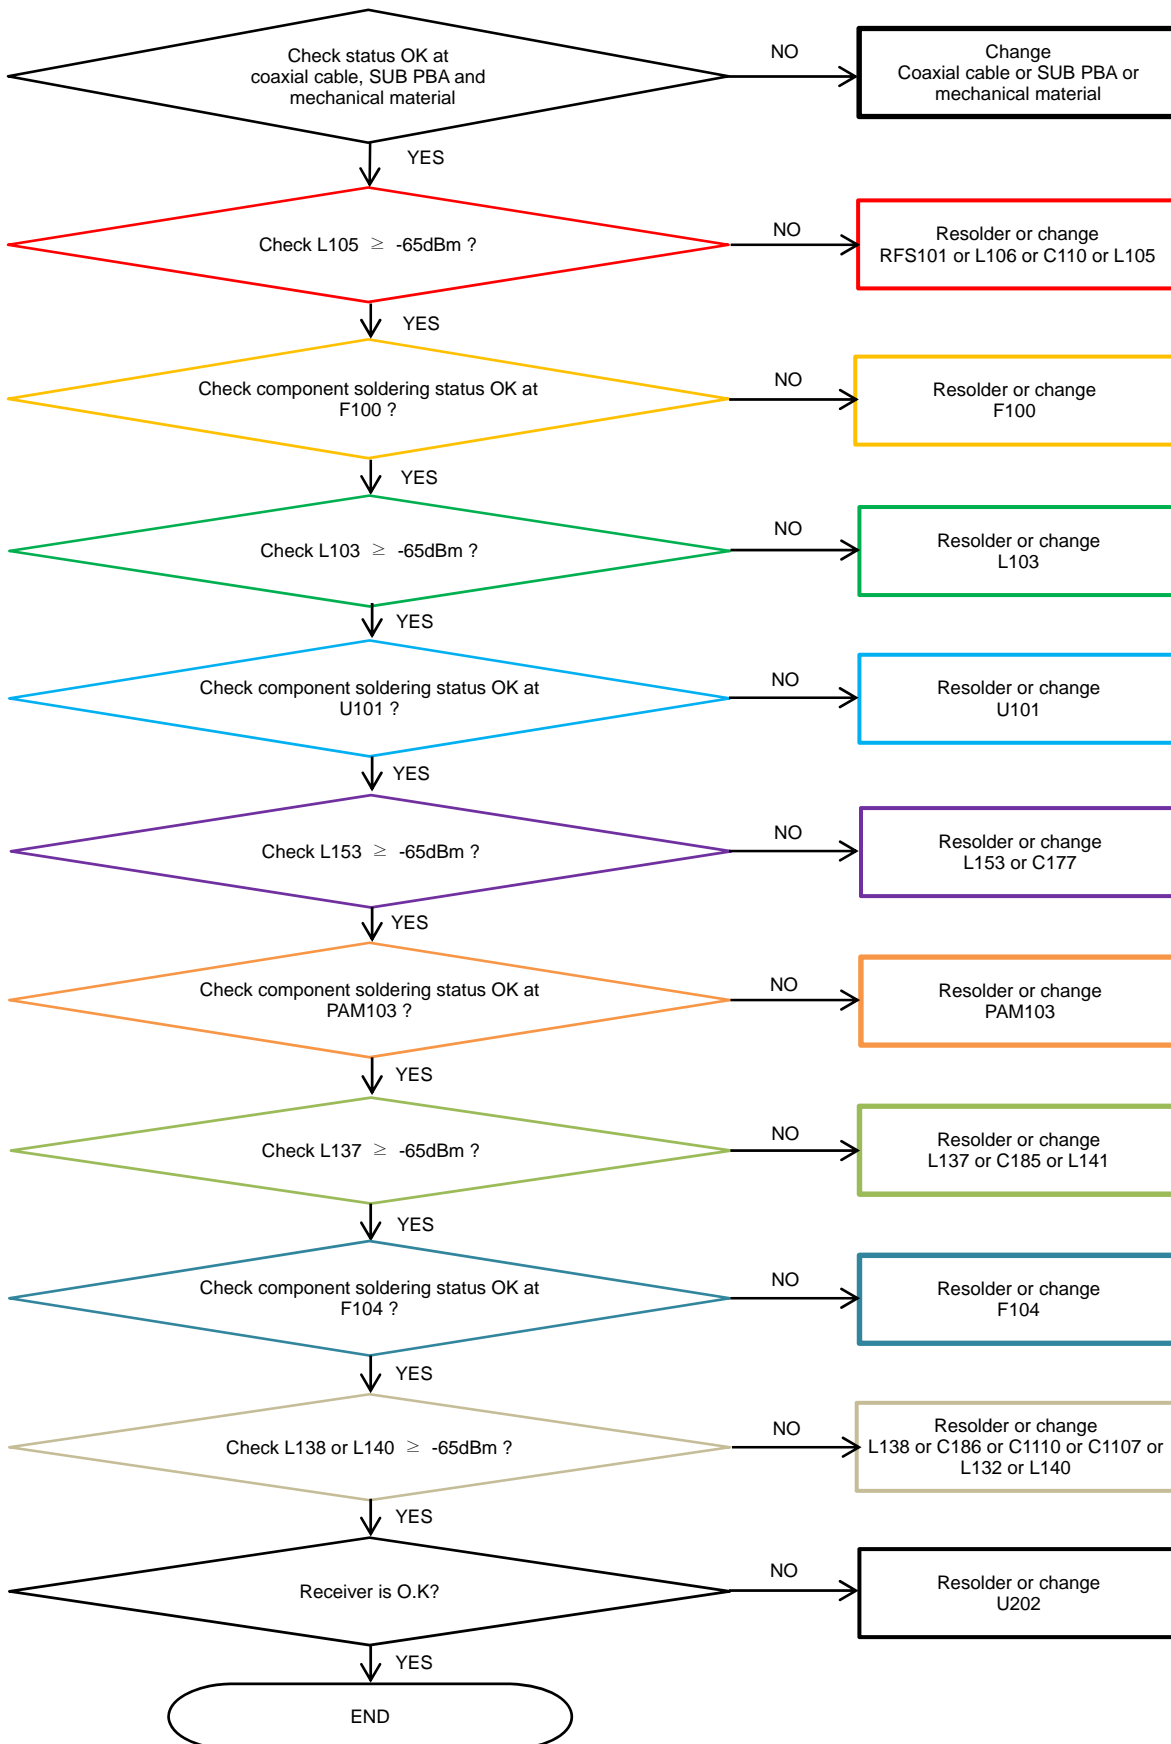 Check status OK at
coaxial cable, SUB PBA and
mechanical material
NO
Change
Coaxial cable or SUB PBA or
mechanical material
YES
Check L105 ≥ -65dBm ?
NO
Resolder or change
RFS101 or L106 or C110 or L105
YES
Check component soldering status OK at
F100 ?
NO
Resolder or change
F100
YES
Check L103 ≥ -65dBm ?
NO
Resolder or change
L103
YES
Check component soldering status OK at
U101 ?
NO
Resolder or change
U101
YES
Check L153 ≥ -65dBm ?
NO
Resolder or change
L153 or C177
YES
Check component soldering status OK at
PAM103 ?
NO
Resolder or change
PAM103
YES
Check L137 ≥ -65dBm ?
NO
Resolder or change
L137 or C185 or L141
YES
Check component soldering status OK at
F104 ?
NO
Resolder or change
F104
YES
Check L138 or L140 ≥ -65dBm ?
NO
Resolder or change
L138 or C186 or C1110 or C1107 or
L132 or L140
YES
Receiver is O.K?
NO
Resolder or change
U202
YES
END